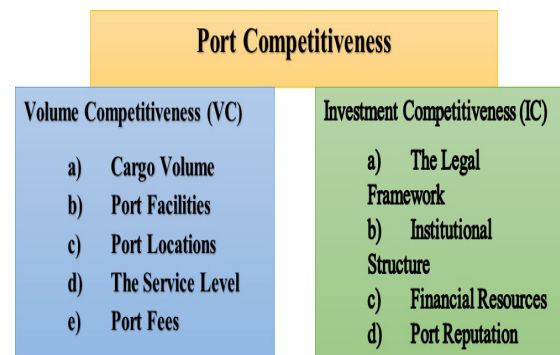 Port Competitiveness
Volume Competitiveness (VC)
a) Cargo Volume
b) Port Facilities
c) Port Locations
d) The Service Level
e) Port Fees
Investment Competitiveness (IC)
a) The Legal
Framework
b) Institutional
Structure
c) Financial Resources
d) Port Reputation